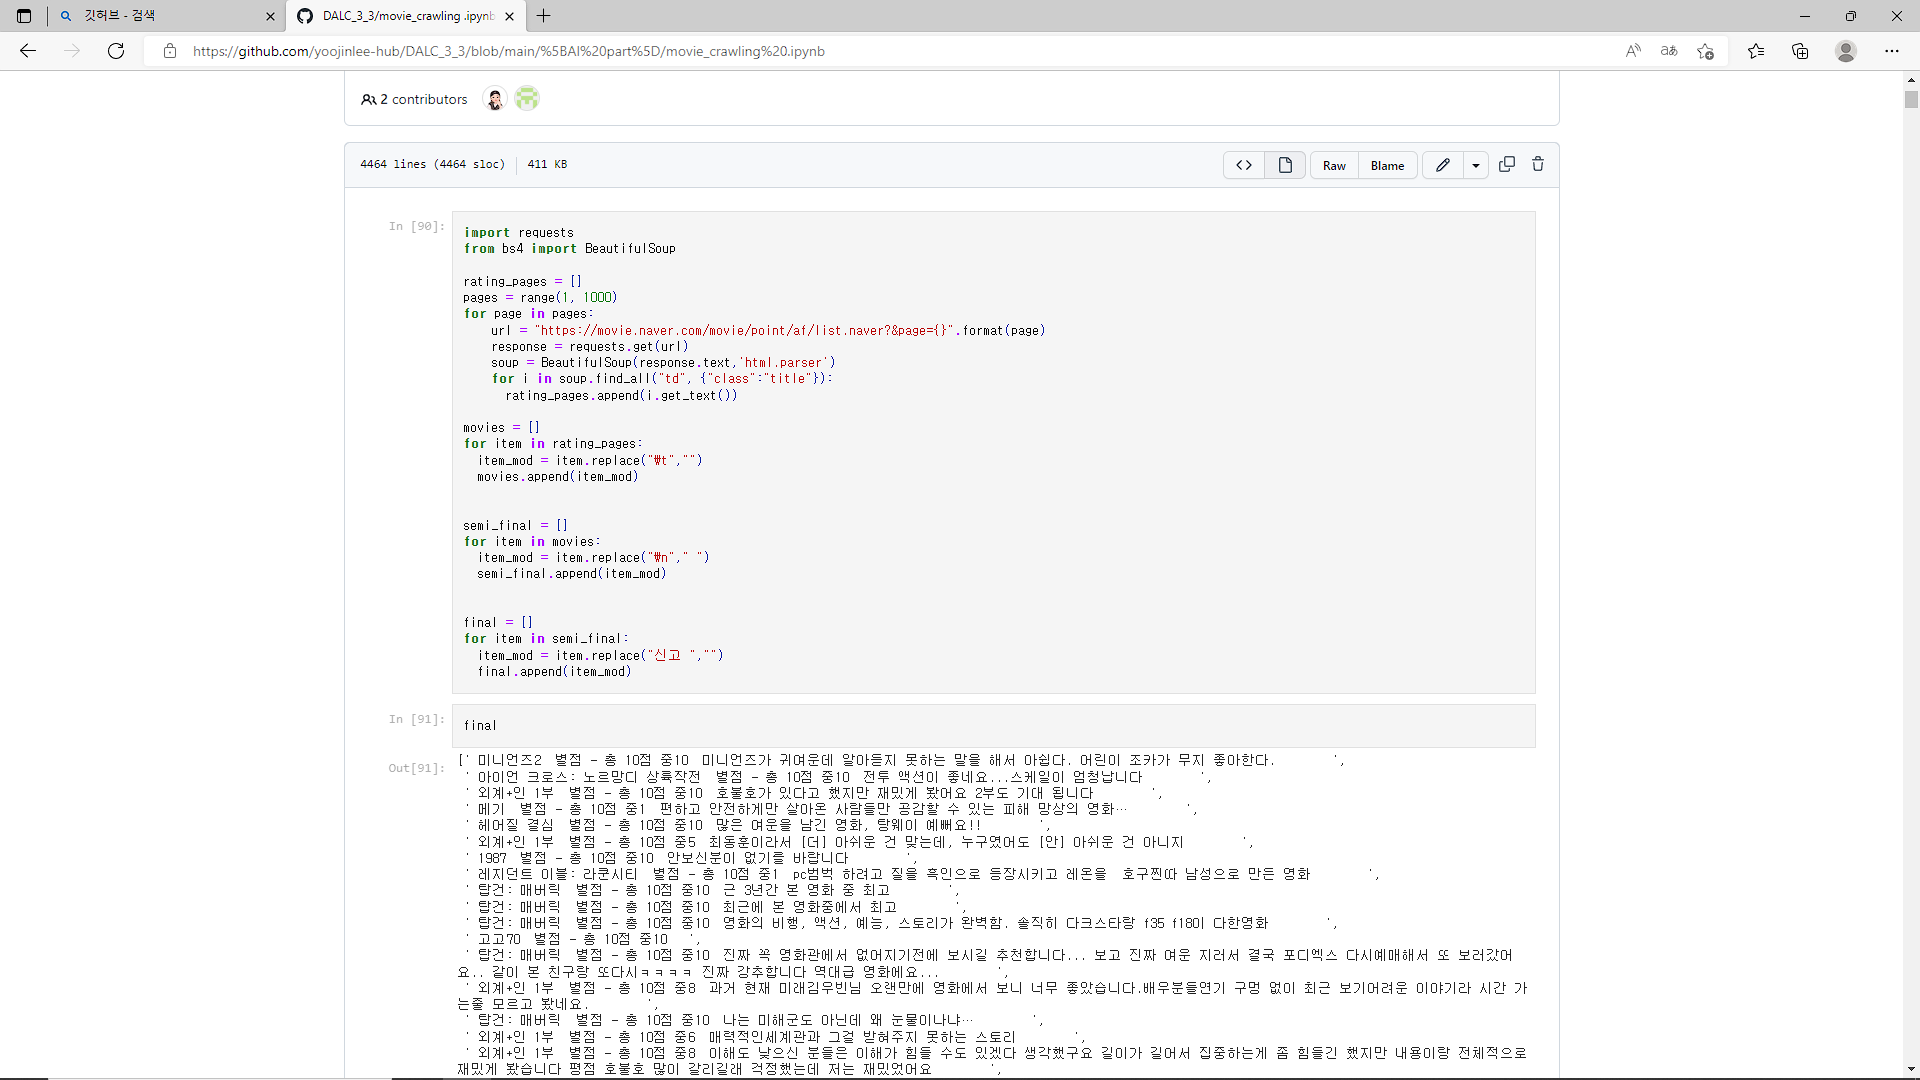 깃허브 - 검색
DALC_3_3/movie_crawling .ipynb
https://github.com/yoojinlee-hub/DALC_3_3/blob/main/%5BAI%20part%5D/movie_crawling%20.ipynb
2 contributors
4464 lines (4464 sloc) 411 KB
Raw Blame
In [90]:
import requests
from bs4 import BeautifulSoup
rating_pages = []
pages = range(1, 1000)
for page in pages:
url = "https://movie.naver.com/movie/point/af/list.naver?&page={}".format(page)
response = requests.get(url)
soup = BeautifulSoup(response.text,'html.parser')
for i in soup.find_all("td", {"class":"title"}):
rating_pages.append(i.get_text())
movies = []
for item in rating_pages:
item_mod = item.replace("₩t","")
movies.append(item_mod)
semi_final = []
for item in movies:
item_mod = item.replace("₩n"," ")
semi_final.append(item_mod)
final = []
for item in semi_final:
item_mod = item.replace("신고 ","")
final.append(item_mod)
In [91]:
final
Out[91]:
[' 미니언즈2 별점 - 총 10점 중10 미니언즈가 귀여운데 알아듣지 못하는 말을 해서 아쉽다. 어린이 조카가 무지 좋아한다. ',
' 아이언 크로스: 노르망디 상륙작전 별점 - 총 10점 중10 전투 액션이 좋네요...스케일이 엄청납니다 ',
' 외계+인 1부 별점 - 총 10점 중10 호불호가 있다고 했지만 재밌게 봤어요 2부도 기대 됩니다 ',
' 메기 별점 - 총 10점 중1 편하고 안전하게만 살아온 사람들만 공감할 수 있는 피해 망상의 영화… ',
' 헤어질 결심 별점 - 총 10점 중10 많은 여운을 남긴 영화, 탕웨이 예뻐요!! ',
' 외계+인 1부 별점 - 총 10점 중5 최동훈이라서 [더] 아쉬운 건 맞는데, 누구였어도 [안] 아쉬운 건 아니지 ',
' 1987 별점 - 총 10점 중10 안보신분이 없기를 바랍니다 ',
' 레지던트 이블: 라쿤시티 별점 - 총 10점 중1 pc범벅 하려고 질을 흑인으로 등장시키고 레온을 호구찐따 남성으로 만든 영화 ',
' 탑건: 매버릭 별점 - 총 10점 중10 근 3년간 본 영화 중 최고 ',
' 탑건: 매버릭 별점 - 총 10점 중10 최근에 본 영화중에서 최고 ',
' 탑건: 매버릭 별점 - 총 10점 중10 영화의 비행, 액션, 예능, 스토리가 완벽함. 솔직히 다크스타랑 f35 f18이 다한영화 ',
' 고고70 별점 - 총 10점 중10 ',
' 탑건: 매버릭 별점 - 총 10점 중10 진짜 꼭 영화관에서 없어지기전에 보시길 추천합니다... 보고 진짜 여운 지려서 결국 포디엑스 다시예매해서 또 보러갔어
요.. 같이 본 친구랑 또다시ㅋㅋㅋㅋ 진짜 강추합니다 역대급 영화에요... ',
' 외계+인 1부 별점 - 총 10점 중8 과거 현재 미래김우빈님 오랜만에 영화에서 보니 너무 좋았습니다.배우분들연기 구멍 없이 최근 보기어려운 이야기라 시간 가
는줄 모르고 봤네요. ',
' 탑건: 매버릭 별점 - 총 10점 중10 나는 미해군도 아닌데 왜 눈물이나냐… ',
' 외계+인 1부 별점 - 총 10점 중6 매력적인세계관과 그걸 받혀주지 못하는 스토리 ',
' 외계+인 1부 별점 - 총 10점 중8 이해도 낮으신 분들은 이해가 힘들 수도 있겠다 생각했구요 길이가 길어서 집중하는게 좀 힘들긴 했지만 내용이랑 전체적으로
재밌게 봤습니다 평점 호불호 많이 갈리길래 걱정했는데 저는 재밌었어요 ',